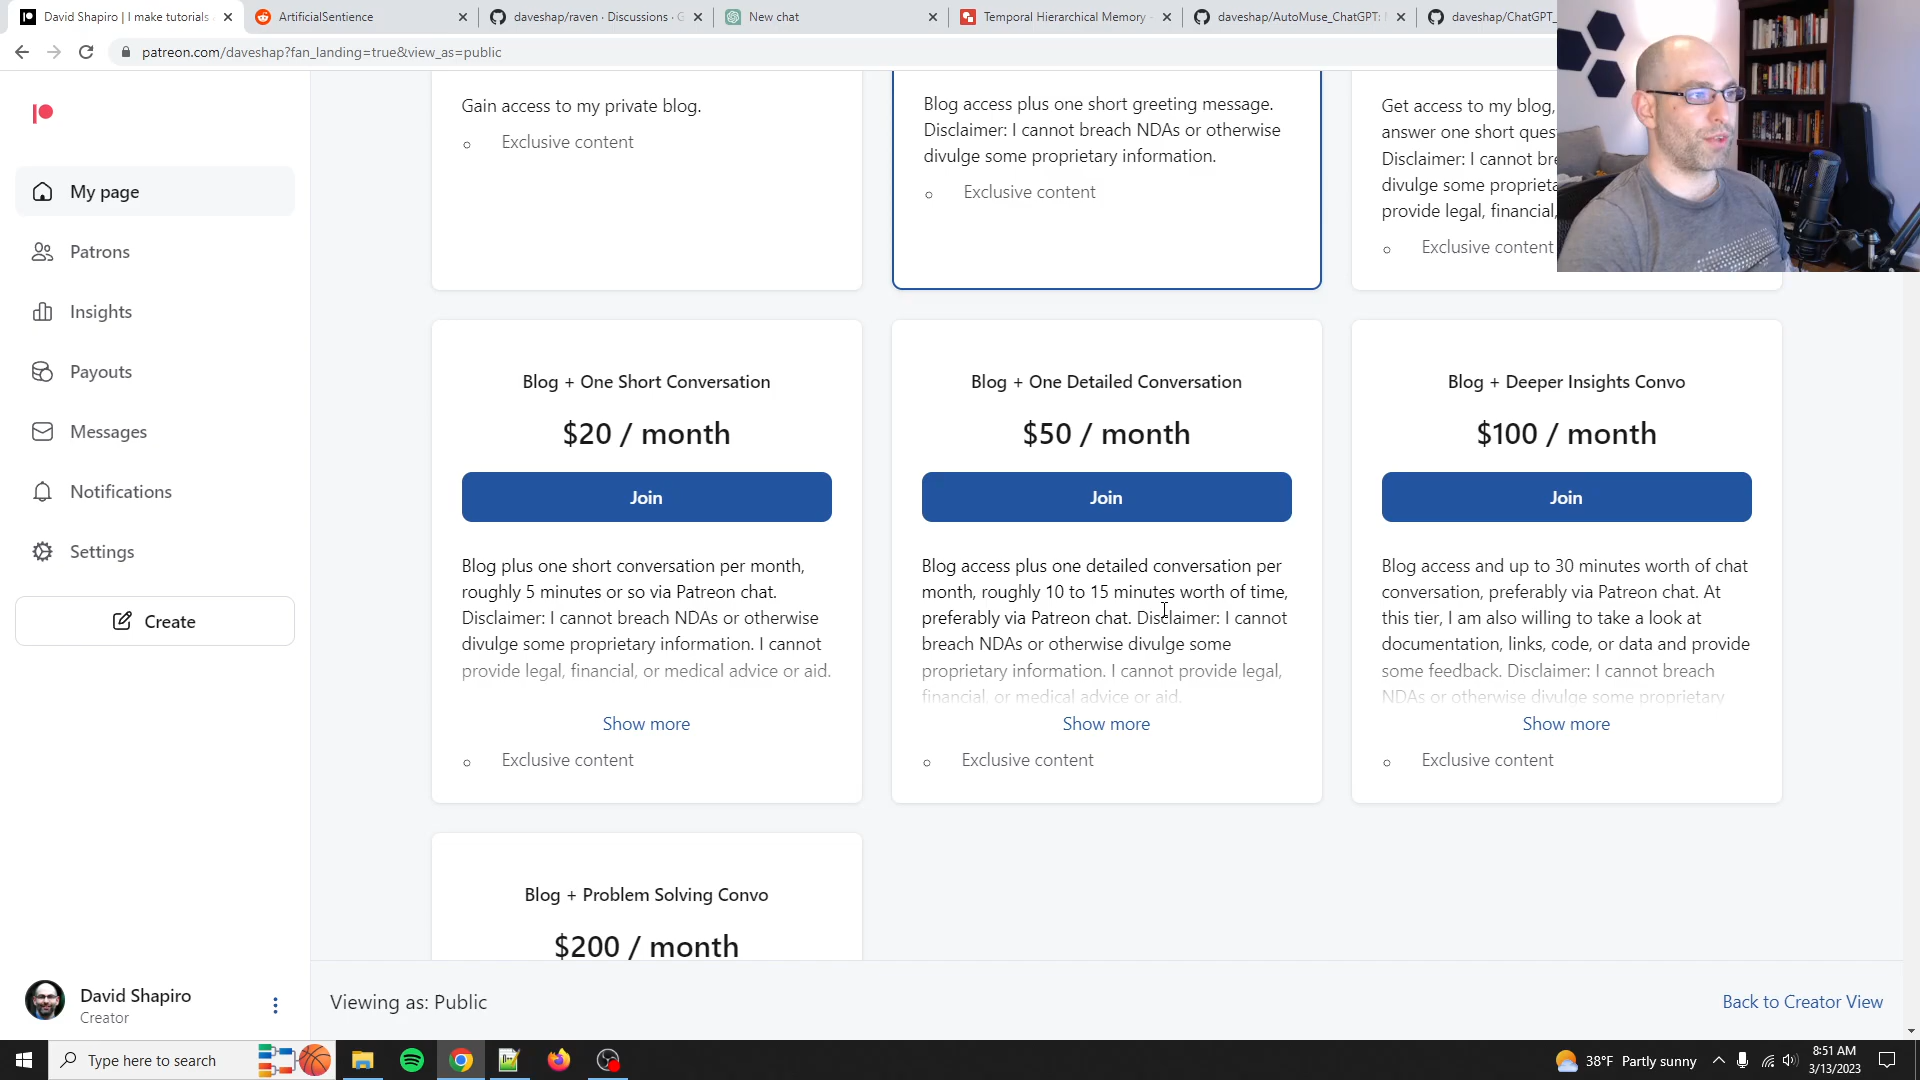 David Shapiro | I make tutorials
ArtificialSentience
daveshap/raven · Discussions · G
New chat
Temporal Hierarchical Memory
daveshap/AutoMuse_ChatGPT:
daveshap/ChatGPT_
patreon.com/daveshap?fan_landing=true&view_as=public
My page
Patrons
Insights
Payouts
Messages
Notifications
Settings
Create
David Shapiro
Creator
Gain access to my private blog.
Exclusive content
Blog access plus one short greeting message.
Disclaimer: I cannot breach NDAs or otherwise
divulge some proprietary information.
Exclusive content
Get access to my blog,
answer one short
Disclaimer: I cannot
divulge some
provide legal, financial,
Exclusive content
Blog + One Short Conversation
$20 / month
Join
Blog plus one short conversation per month,
roughly 5 minutes or so via Patreon chat.
Disclaimer: I cannot breach NDAs or otherwise
divulge some proprietary information. I cannot
provide legal, financial, or medical advice or aid.
Show more
Exclusive content
Blog + One Detailed Conversation
$50 / month
Join
Blog access plus one detailed conversation per
month, roughly 10 to 15 minutes worth of time,
preferably via Patreon chat. Disclaimer: I cannot
breach NDAs or otherwise divulge some
proprietary information. I cannot provide legal,
financial, or medical advice or aid.
Show more
Exclusive content
Blog + Deeper Insights Convo
$100 / month
Join
Blog access and up to 30 minutes worth of chat
conversation, preferably via Patreon chat. At
this tier, I am also willing to take a look at
documentation, links, code, or data and provide
some feedback. Disclaimer: I cannot breach
NDAs or otherwise divulge some proprietary
Show more
Exclusive content
Blog + Problem Solving Convo
$200 / month
Viewing as: Public
Back to Creator View
Type here to search
38°F Partly sunny
8:51 AM
3/13/2023